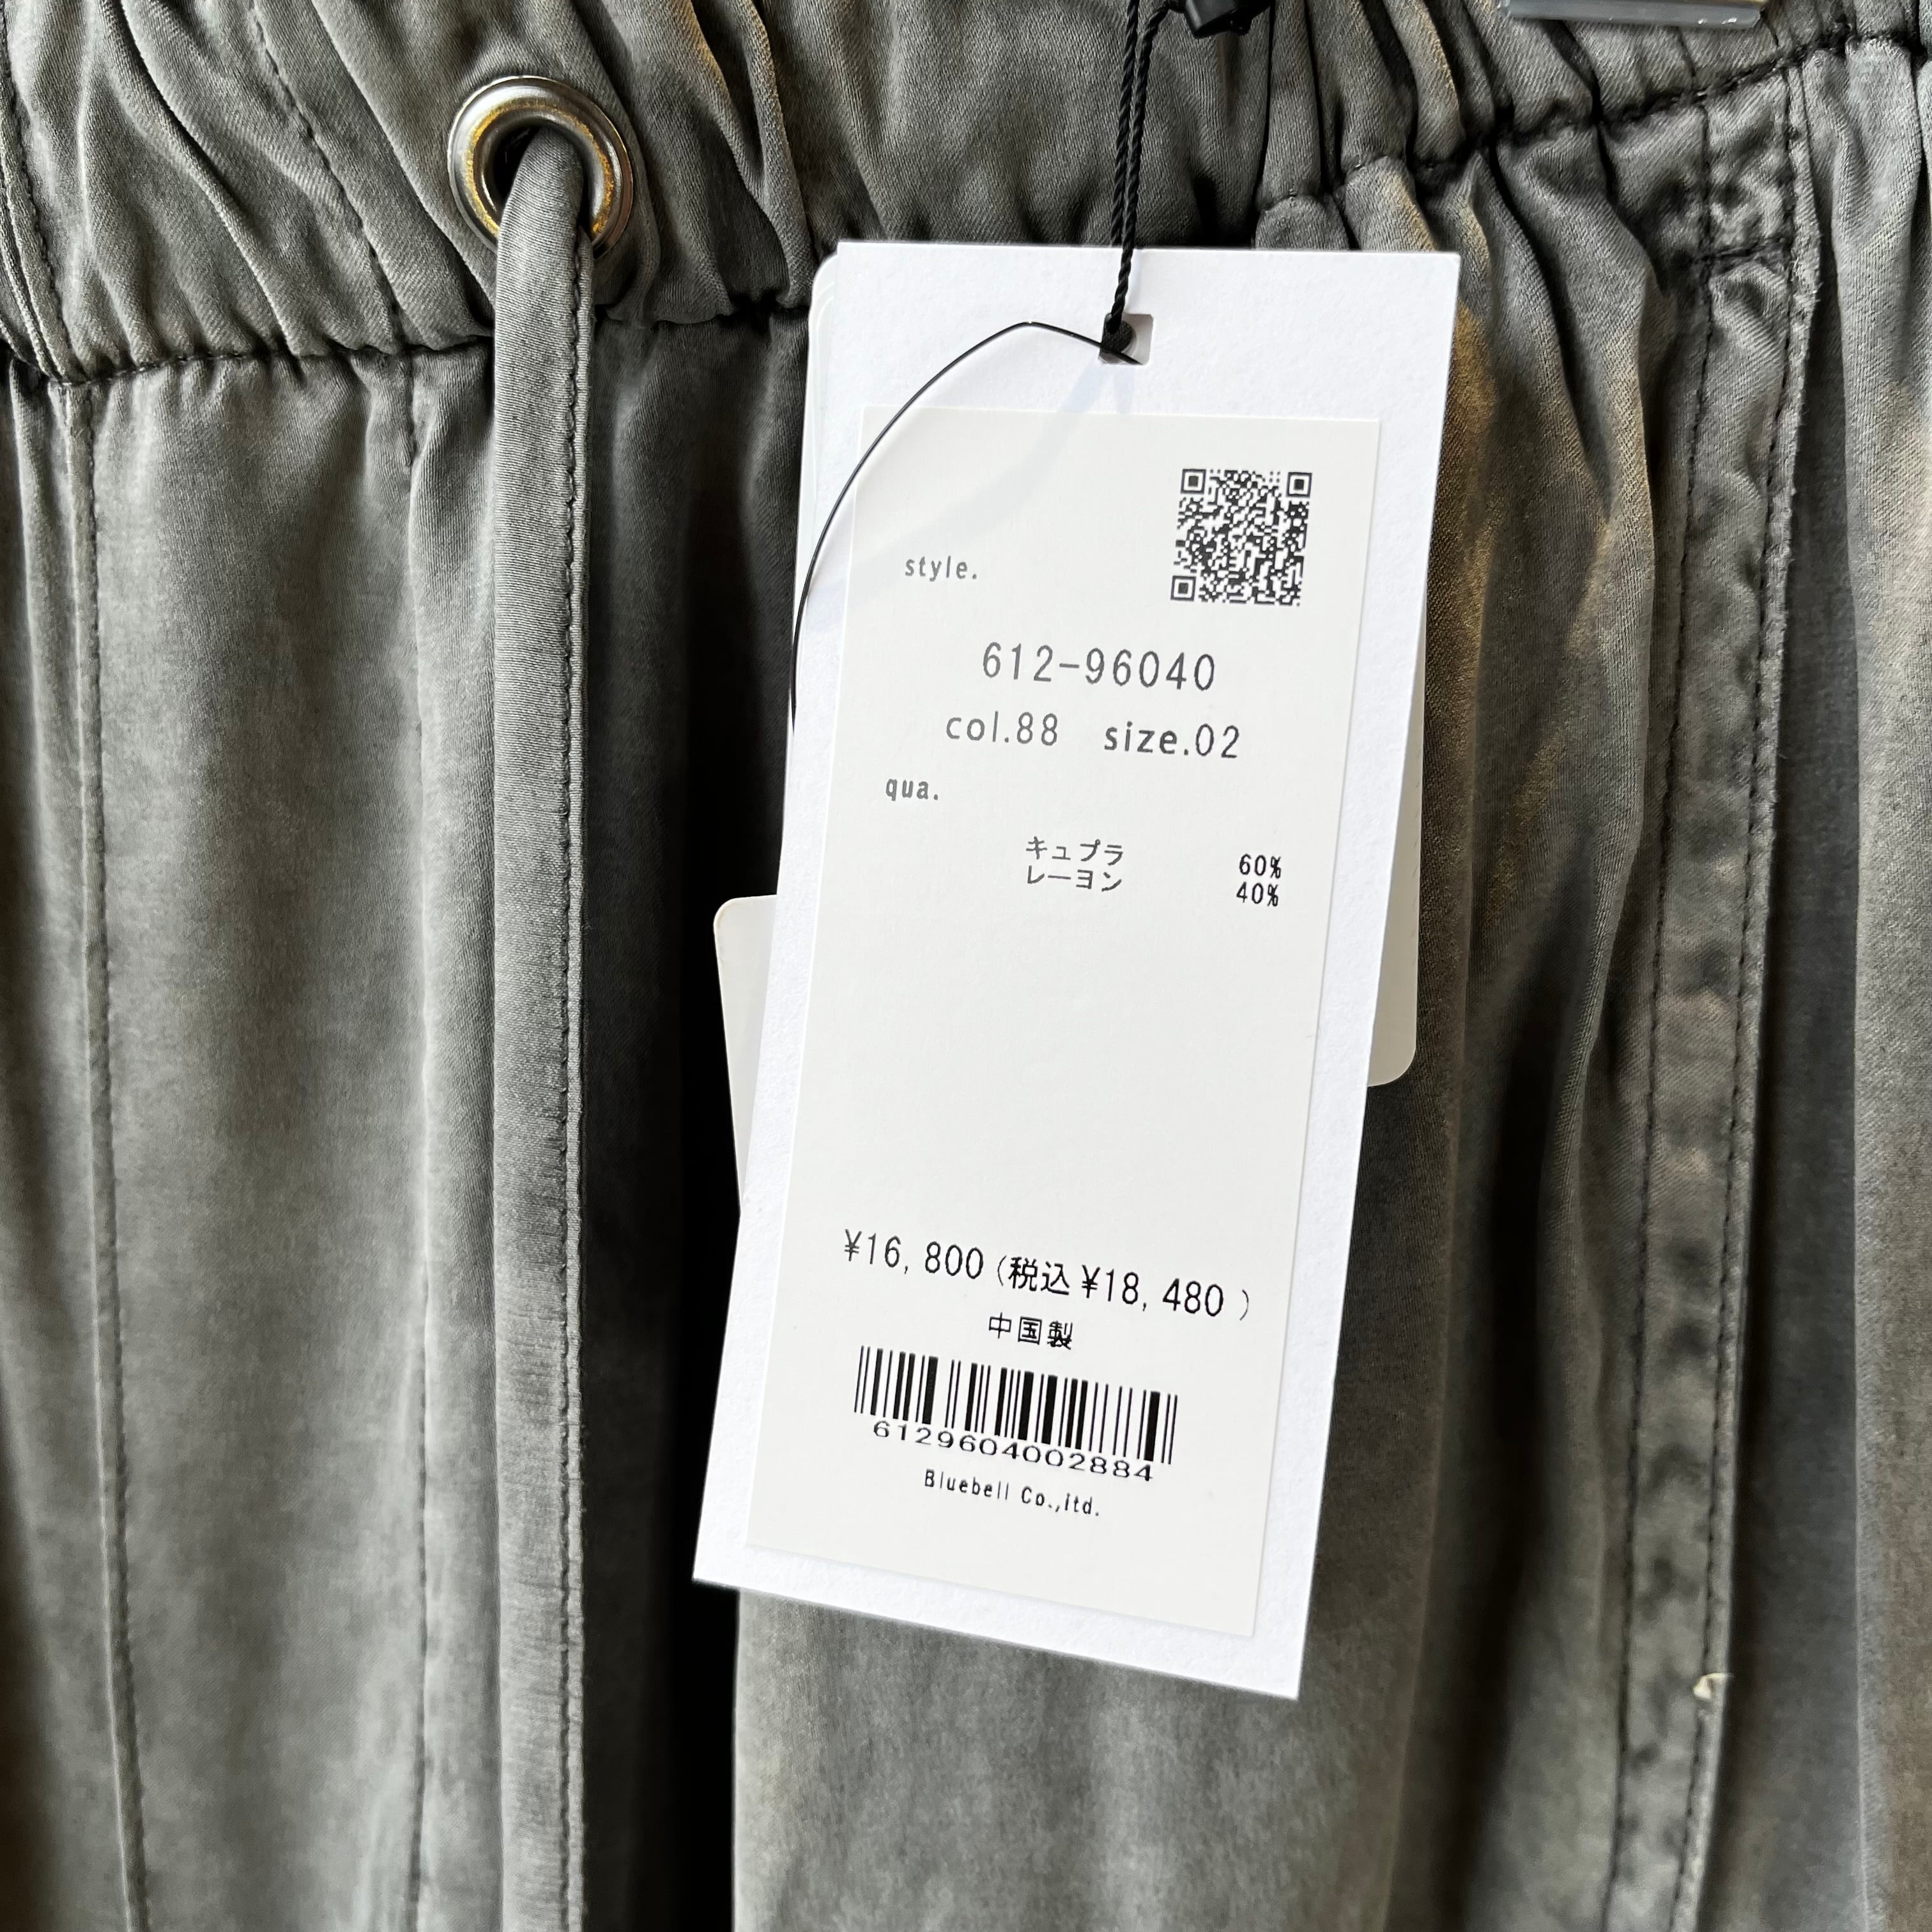 style.
612-96040
col.88 size.02
qua.
キュプラ 60%
レーヨン 40%
¥16,800(税込¥18,480 )
中国製
6129604002884
Bluebell Co.,itd.